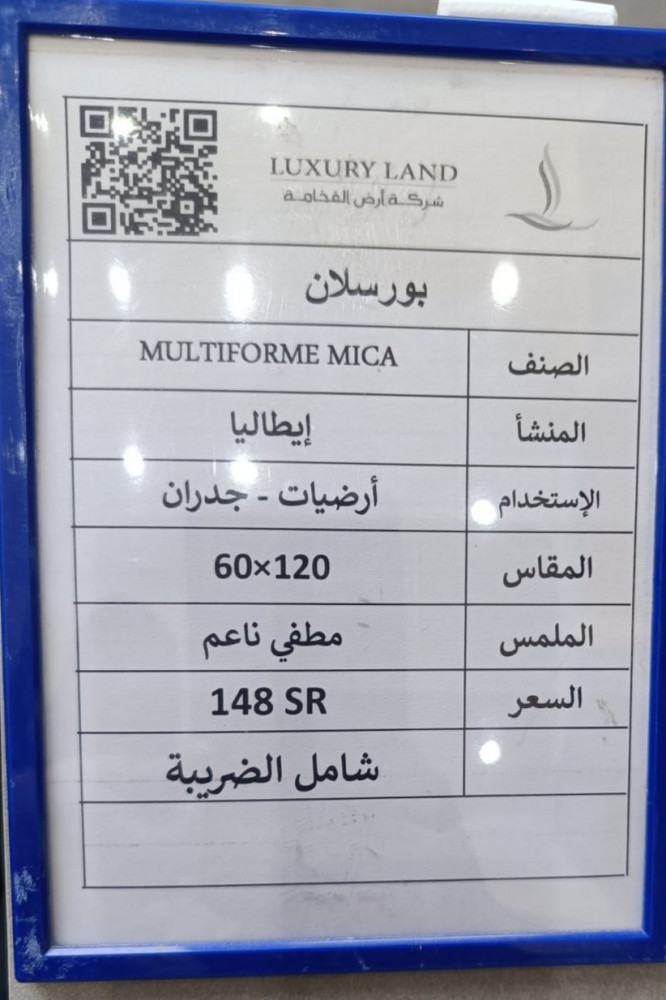 LUXURY LAND
شركة أرض الفخامة
بورسلان
الصنف MULTIFORME MICA
المنشأ إيطاليا
الإستخدام أرضيات - جدران
المقاس 60×120
الملمس مطفي ناعم
السعر 148 SR
شامل الضريبة